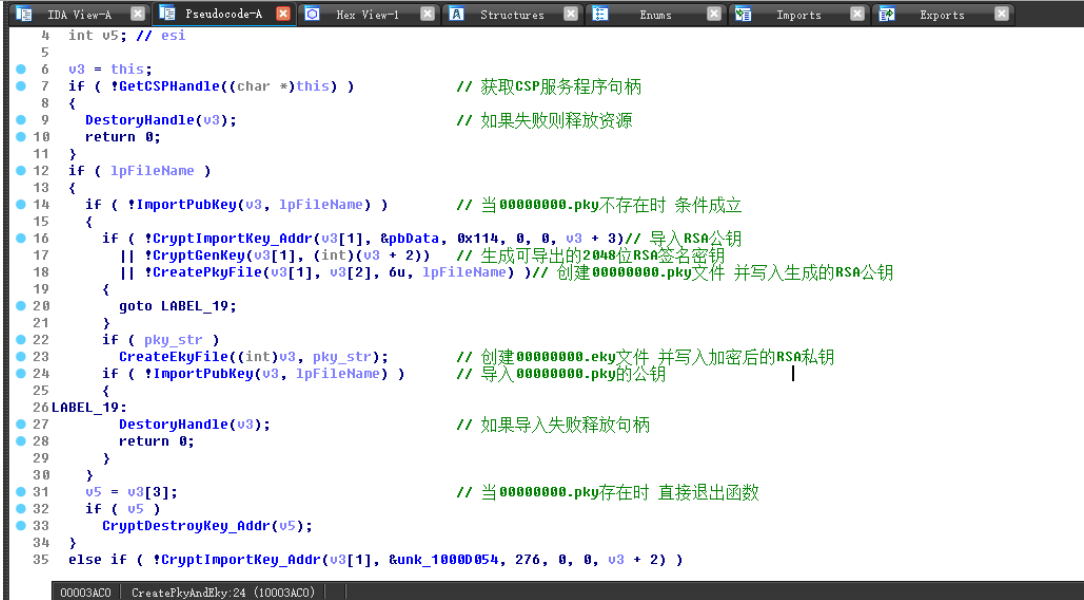 IDA View-A Pseudocode-A Hex View-1 Structures Enums Imports Exports
4 int v5; // esi
5
6 v3 = this;
7 if ( !GetCSPHandle((char *)this) ) // 获取CSP服务程序句柄
8 {
9 DestoryHandle(v3); // 如果失败则释放资源
10 return 0;
11 }
12 if ( lpFileName )
13 {
14 if ( !ImportPubKey(v3, lpFileName) ) // 当00000000.pky不存在时 条件成立
15 {
16 if ( !CryptImportKey_Addr(v3[1], &pbData, 0x114, 0, 0, v3 + 3)// 导入RSA公钥
17 || !CryptGenKey(v3[1], (int)(v3 + 2)) // 生成可导出的2048位RSA签名密钥
18 || !CreatePkyFile(v3[1], v3[2], 6u, lpFileName) )// 创建00000000.pky文件 并写入生成的RSA公钥
19 {
20 goto LABEL_19;
21 }
22 if ( pky_str )
23 CreateEkyFile((int)v3, pky_str); // 创建00000000.eky文件 并写入加密后的RSA私钥
24 if ( !ImportPubKey(v3, lpFileName) ) // 导入00000000.pky的公钥
25 {
26 LABEL_19:
27 DestoryHandle(v3); // 如果导入失败释放句柄
28 return 0;
29 }
30 }
31 v5 = v3[3]; // 当00000000.pky存在时 直接退出函数
32 if ( v5 )
33 CryptDestroyKey_Addr(v5);
34 }
35 else if ( !CryptImportKey_Addr(v3[1], &unk_1000D054, 276, 0, 0, v3 + 2) )
00003AC0 CreatePkyAndEky:24 (10003AC0)